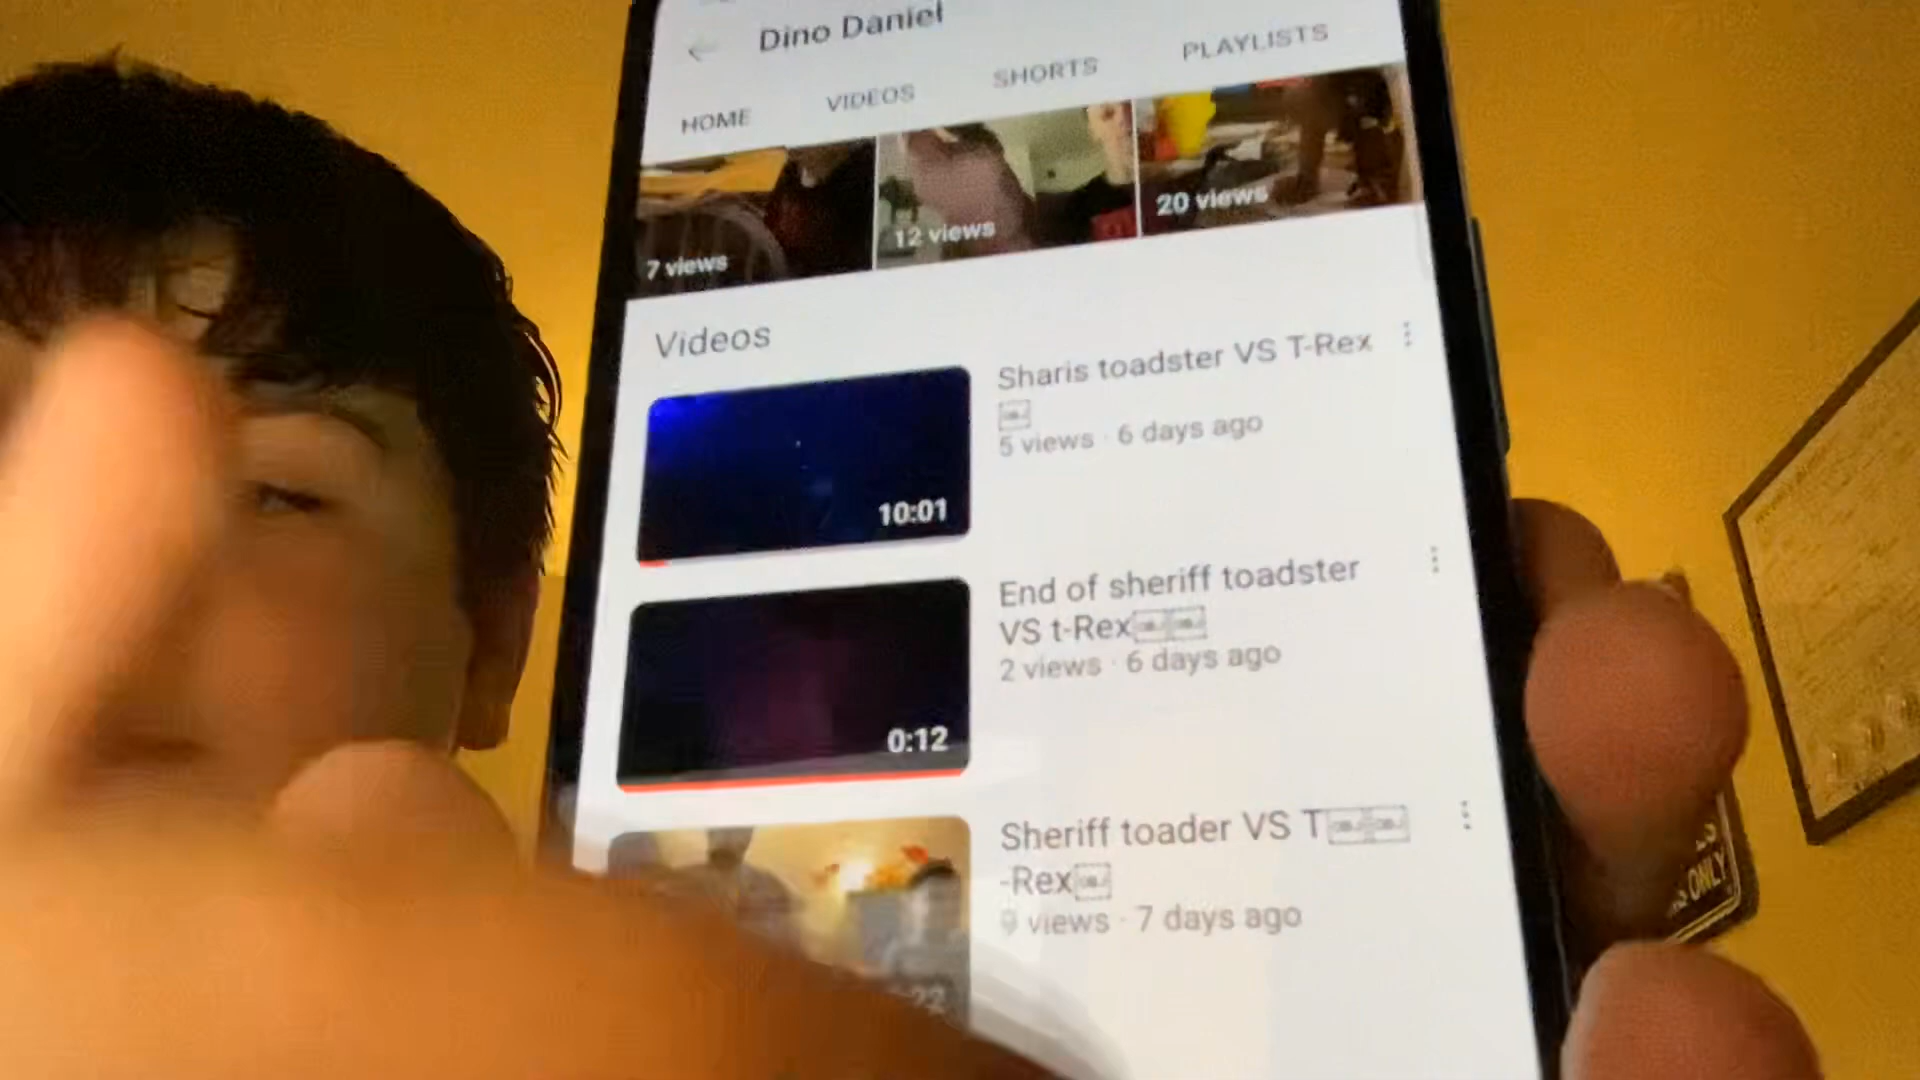 Dino Daniel
HOME VIDEOS SHORTS PLAYLISTS
7 views
12 views
20 views
Videos
10:01
Sharis toadster VS T-Rex
5 views · 6 days ago
0:12
End of sheriff toadster
VS t-Rex
2 views · 6 days ago
Sheriff toader VS T
-Rex
9 views · 7 days ago
ONLY